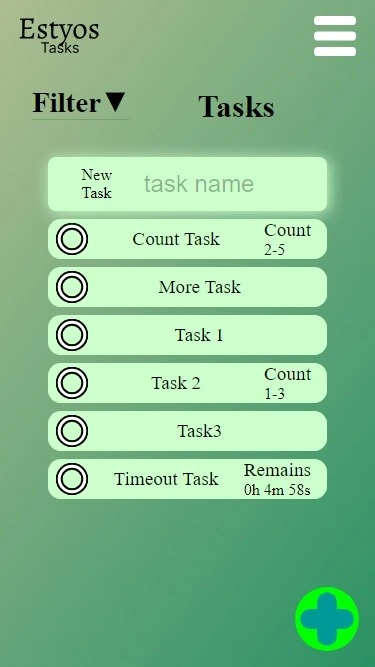 Estyos
Tasks
Filter▼
Tasks
New
Task
task name
Count Task
Count
2-5
More Task
Task 1
Task 2
Count
1-3
Task3
Timeout Task
Remains
0h 4m 58s